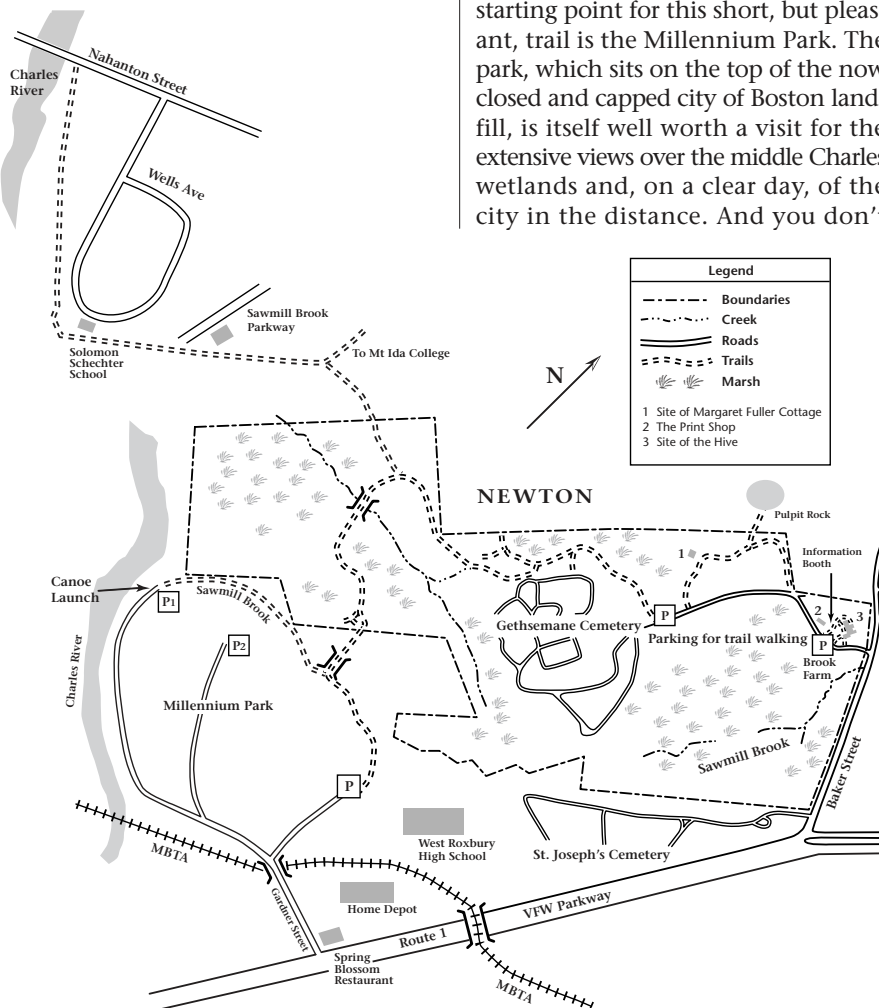 starting point for this short, but pleas
ant, trail is the Millennium Park. The
park, which sits on the top of the now
closed and capped city of Boston land
fill, is itself well worth a visit for the
extensive views over the middle Charles
wetlands and, on a clear day, of the
city in the distance. And you don't
Charles
River
Nahanton Street
Wells Ave
Sawmill Brook
Parkway
Solomon
Schechter
School
To Mt Ida College
N
Legend
Boundaries
Creek
Roads
Trails
Marsh
1 Site of Margaret Fuller Cottage
2 The Print Shop
3 Site of the Hive
NEWTON
Pulpit Rock
1
Information
Booth
Canoe
Launch
P1
Sawmill Brook
P2
Gethsemane Cemetery
P
Parking for trail walking
2
3
P
Brook
Farm
Charles River
Millennium Park
Sawmill Brook
Baker Street
P
MBTA
West Roxbury
High School
St. Joseph's Cemetery
Gardner Street
Home Depot
Route 1
VFW Parkway
Spring
Blossom
Restaurant
MBTA